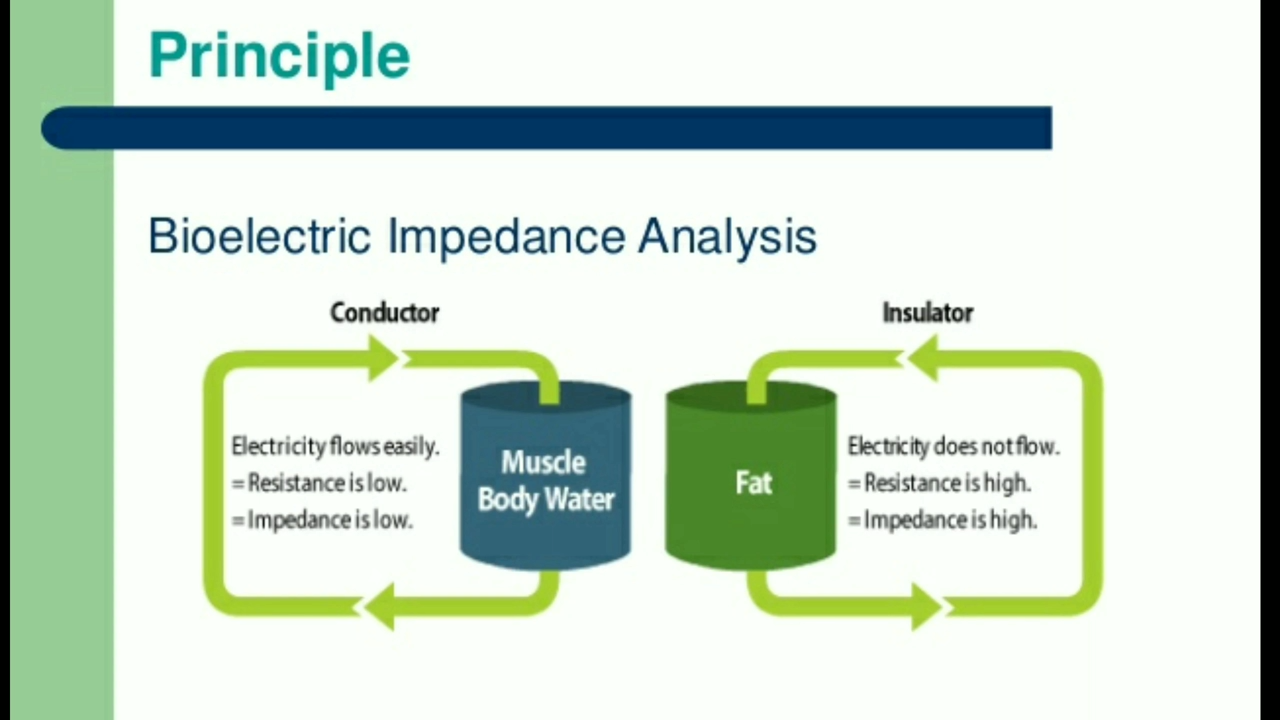 Principle
Bioelectric Impedance Analysis
Conductor
Electricity flows easily.
= Resistance is low.
= Impedance is low.
Muscle
Body Water
Insulator
Fat
Electricity does not flow.
= Resistance is high.
= Impedance is high.